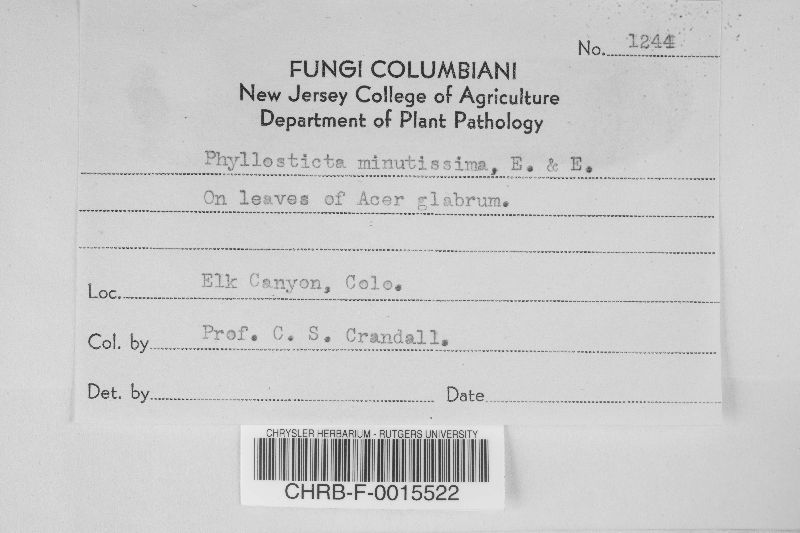 No. 1244
FUNGI COLUMBIANI
New Jersey College of Agriculture
Department of Plant Pathology
Phyllosticta minutissima, E. & E.
On leaves of Acer glabrum.
Loc. Elk Canyon, Colo.
Col. by Prof. C. S. Crandall.
Det. by Date
CHRYSLER HERBARIUM - RUTGERS UNIVERSITY
CHRB-F-0015522